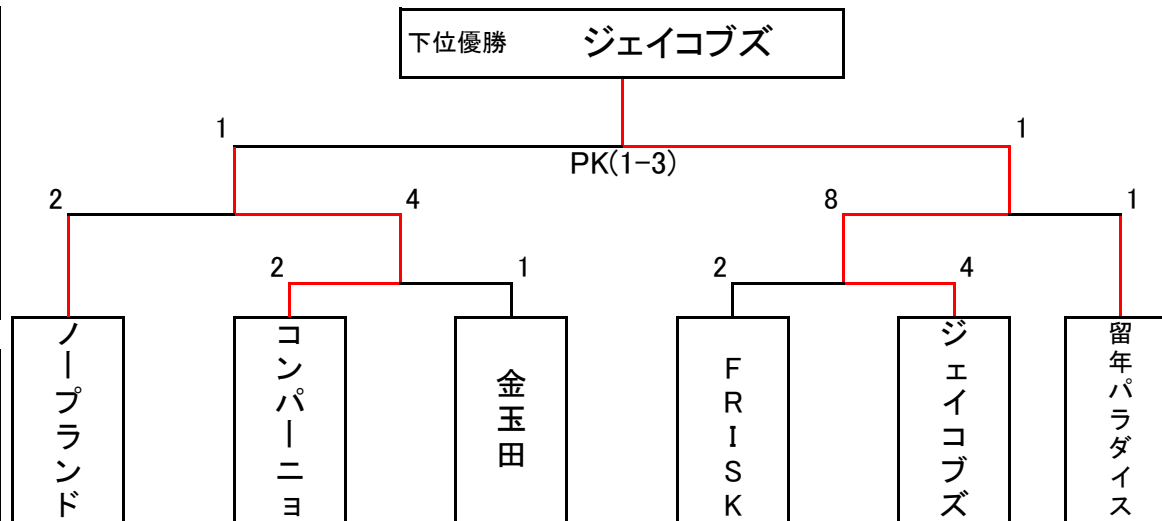 下位優勝 ジェイコブズ
1 1
PK(1-3)
2 4 8 1
2 1 2 4
ノープランド
コンパーニョ
金玉田
FRISK
ジェイコブズ
留年パラダイス